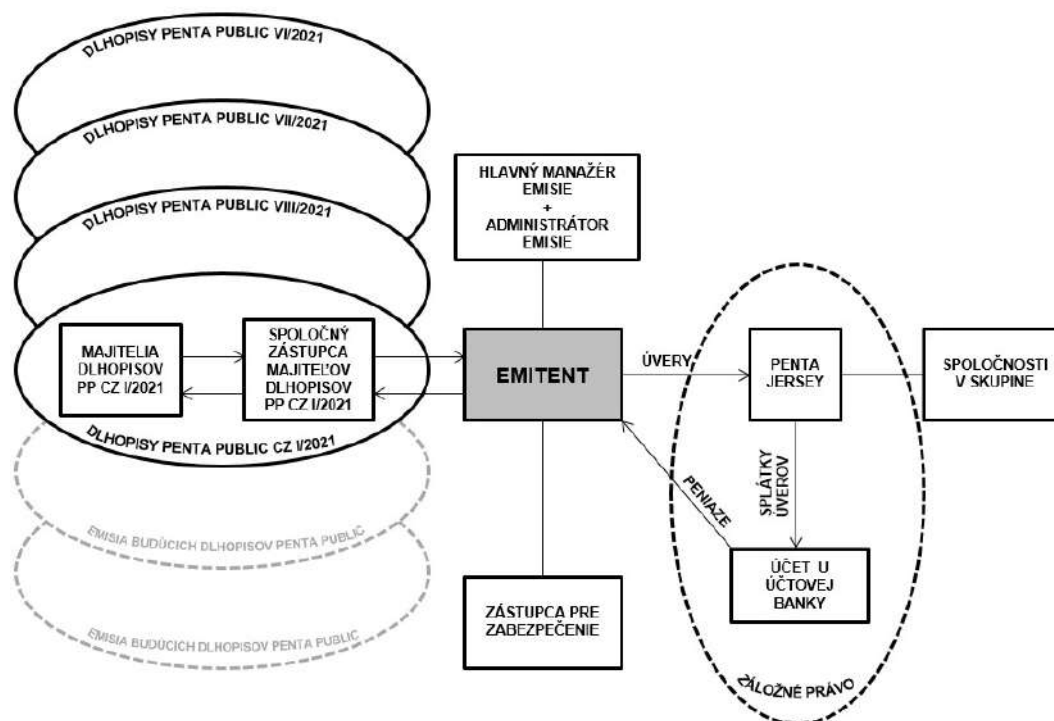 DLHOPISY PENTA PUBLIC VI/2021
DLHOPISY PENTA PUBLIC VII/2021
DLHOPISY PENTA PUBLIC VIII/2021
MAJITELIA
DLHOPISOV
PP CZ I/2021
SPOLOČNÝ
ZÁSTUPCA
MAJITEĽOV
DLHOPISOV
PP CZ I/2021
DLHOPISY PENTA PUBLIC CZ I/2021
EMISIA BUDÚCICH DLHOPISOV PENTA PUBLIC
EMISIA BUDÚCICH DLHOPISOV PENTA PUBLIC
HLAVNÝ MANAŽÉR
EMISIE
+
ADMINISTRÁTOR
EMISIE
EMITENT
ZÁSTUPCA PRE
ZABEZPEČENIE
ÚVERY
PENTA
JERSEY
SPOLOČNOSTI
V SKUPINE
PENIAZE
SPLÁTKY
ÚVEROV
ÚČET U
ÚČTOVEJ
BANKY
ZÁLOŽNÉ PRÁVO